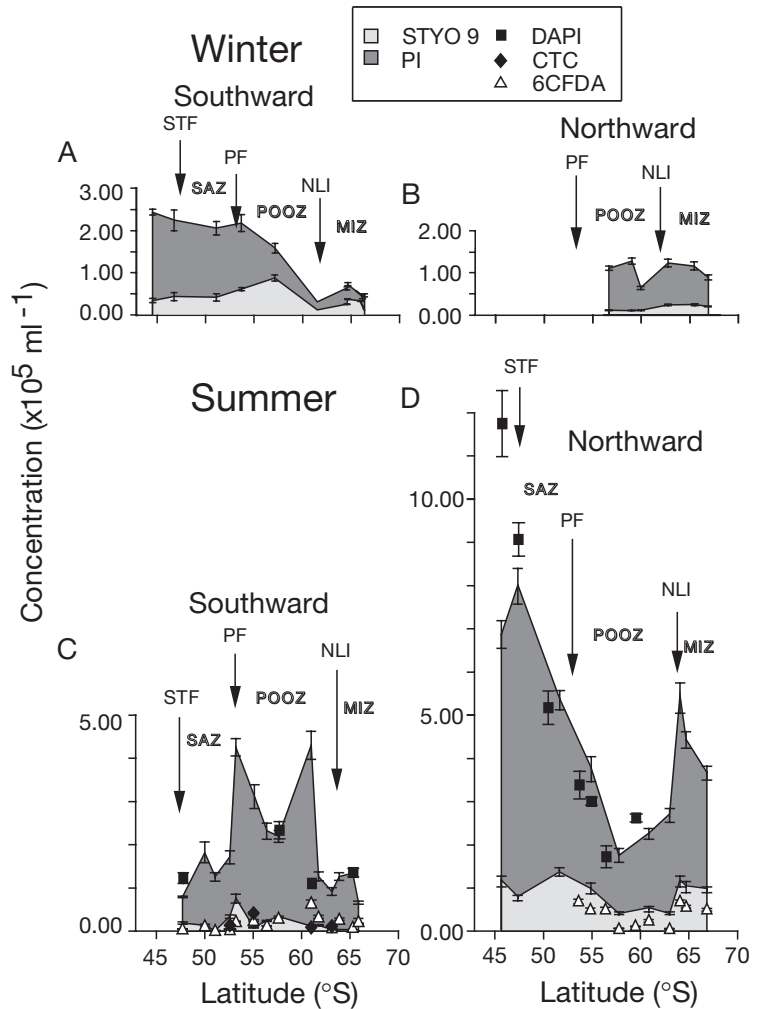 STYO 9
PI
DAPI
CTC
6CFDA
Winter
Southward
STF
A
SAZ
PF
POOZ
NLI
MIZ
3.00
2.00
1.00
0.00
Northward
B
PF
POOZ
NLI
MIZ
2.00
1.00
0.00
Concentration (x10⁵ ml⁻¹)
Summer
Southward
C
STF
SAZ
PF
POOZ
NLI
MIZ
5.00
0.00
45 50 55 60 65 70
Latitude (°S)
D
STF
Northward
SAZ
PF
POOZ
NLI
MIZ
10.00
5.00
0.00
45 50 55 60 65 70
Latitude (°S)